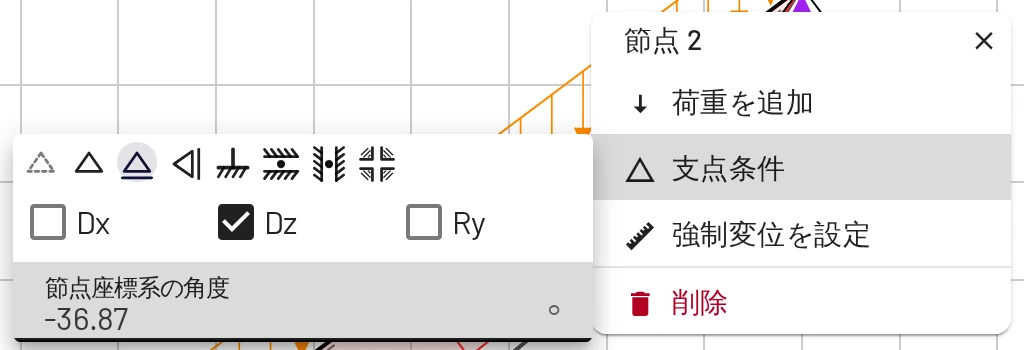 節点 2
荷重を追加
支点条件
強制変位を設定
削除
Dx Dz Ry
節点座標系の角度
-36.87 °